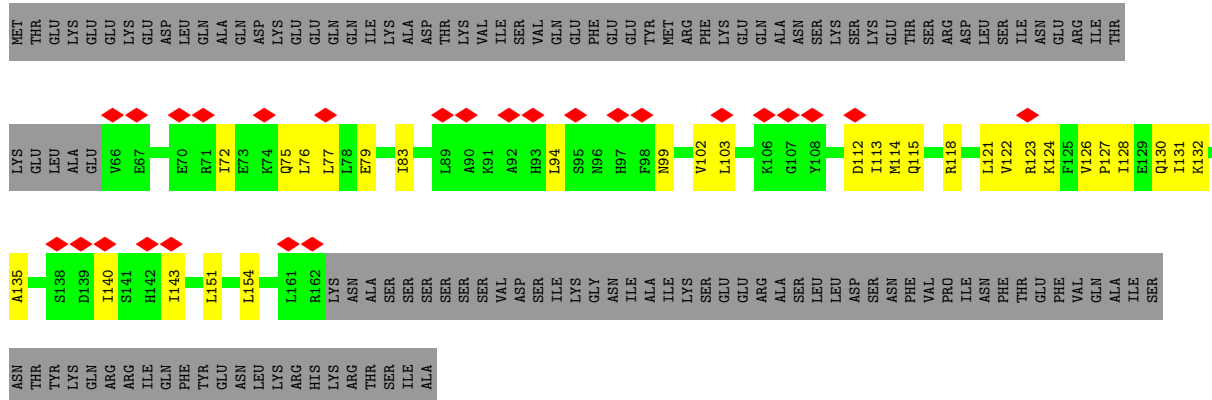 MET THR GLU LYS GLU GLU LYS GLU ASP LEU GLN ALA GLN ASP LYS GLU GLU GLN GLN ILE LYS ALA ASP THR LYS VAL ILE SER VAL GLN GLU PHE GLU GLU TYR MET ARG PHE LYS GLU GLN ALA ASN SER LYS SER LYS GLU THR SER ARG ASP LEU SER ILE ASN GLU ARG ILE THR
LYS GLU LEU ALA GLU V66 E67 E70 R71 I72 E73 K74 Q75 L76 L77 L78 E79 I83 L89 A90 K91 A92 H93 L94 S95 N96 H97 F98 N99 V102 L103 K106 G107 Y108 D112 I113 M114 Q115 R118 L121 V122 R123 K124 F125 V126 P127 I128 E129 Q130 I131 K132
A135 S138 D139 I140 S141 H142 I143 L151 L154 L161 R162 LYS ASN ALA SER SER SER SER SER SER VAL ASP SER ILE LYS GLY ASN ILE ALA ILE LYS SER GLU GLU ARG ALA SER LEU LEU ASP SER ASN PHE VAL PRO ILE ASN PHE THR GLU PHE VAL GLN ALA ILE SER
ASN THR TYR LYS GLN ARG ARG ILE GLN PHE TYR GLU ASN LEU LYS ARG HIS LYS ARG THR SER ILE ALA